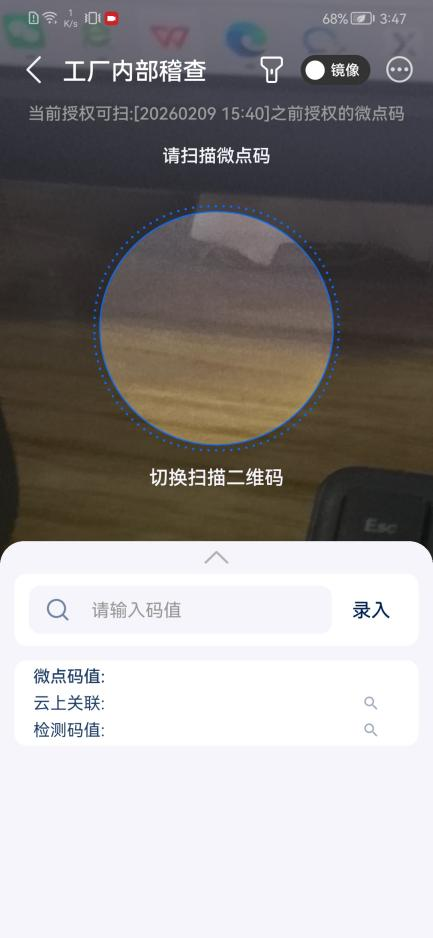 1
K/s
68%
3:47
工厂内部稽查
镜像
当前授权可扫:[20260209 15:40]之前授权的微点码
请扫描微点码
切换扫描二维码
Esc
请输入码值
录入
微点码值:
云上关联:
检测码值: